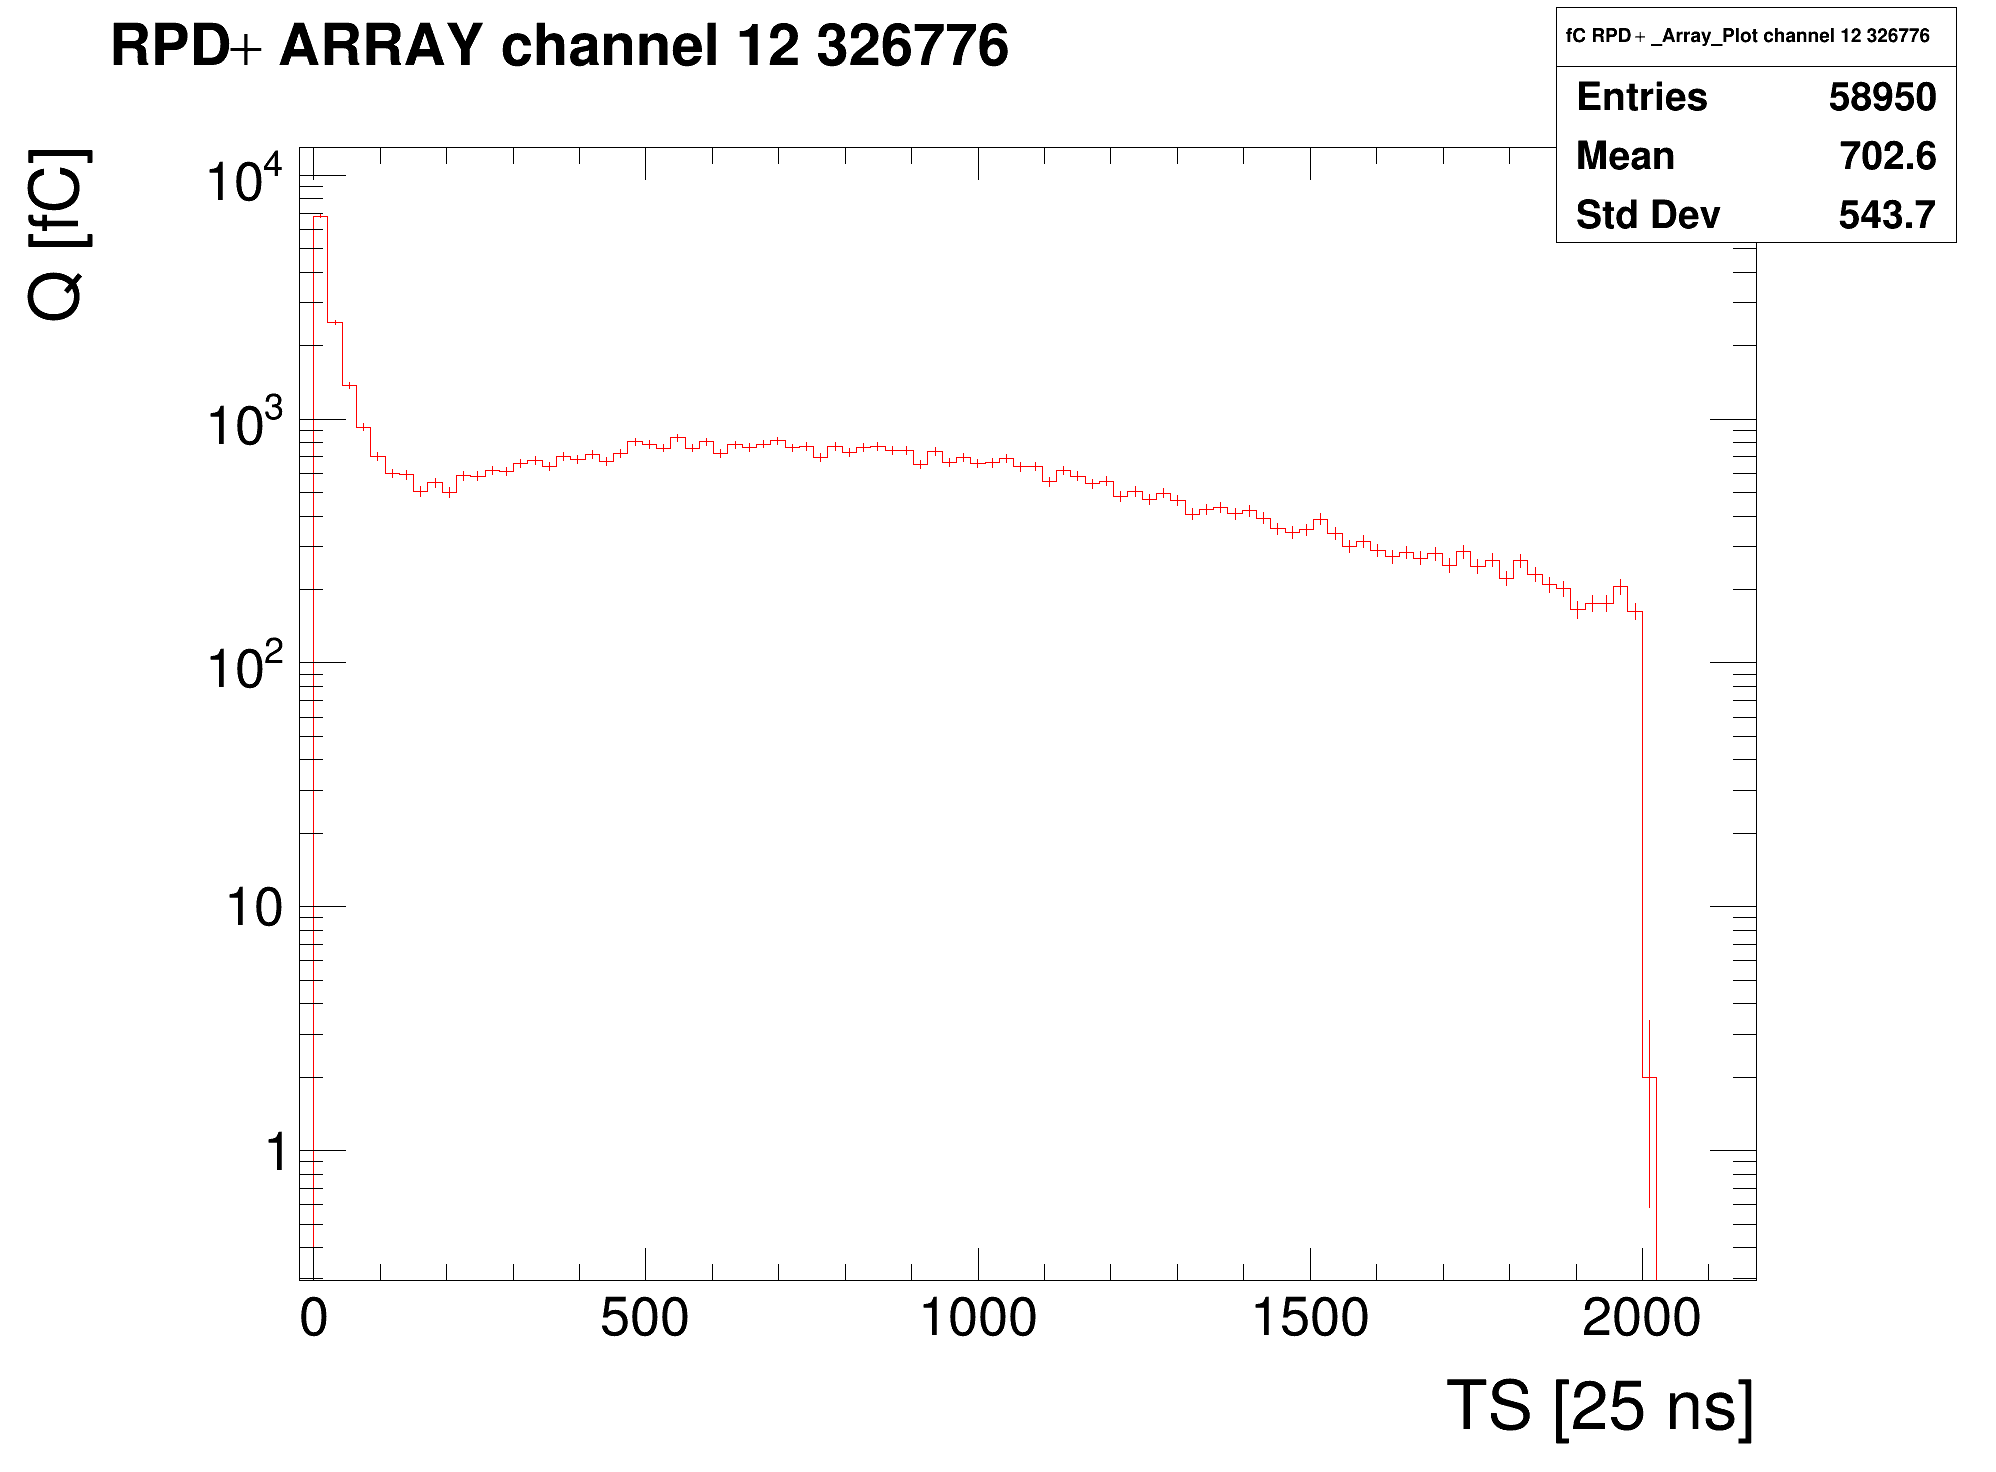 RPD+ ARRAY channel 12 326776
fC RPD + _Array_Plot channel 12 326776
Entries 58950
Mean 702.6
Std Dev 543.7
Q [fC]
10^4
10^3
10^2
10
1
0 500 1000 1500 2000
TS [25 ns]